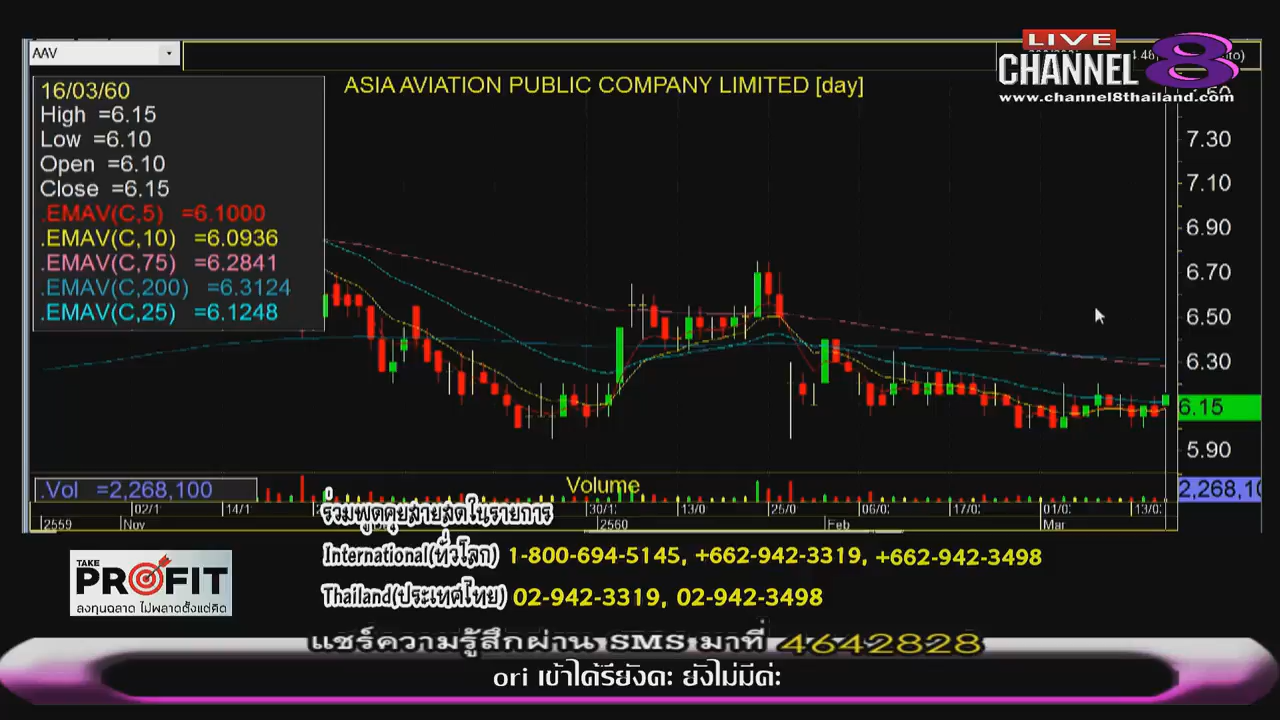 AAV
LIVE
CHANNEL 8
www.channel8thailand.com
ASIA AVIATION PUBLIC COMPANY LIMITED [day]
16/03/60
High =6.15
Low =6.10
Open =6.10
Close =6.15
.EMAV(C,5) =6.1000
.EMAV(C,10) =6.0936
.EMAV(C,75) =6.2841
.EMAV(C,200) =6.3124
.EMAV(C,25) =6.1248
7.30
7.10
6.90
6.70
6.50
6.30
6.15
5.90
.Vol =2,268,100
Volume
2,268,10
02/1 14/1 30/1 13/0 25/0 06/0 17/0 01/0 13/0
2559 Nov 2560 Feb Mar
ร่วมพูดคุยสายสดในรายการ
International(ทั่วโลก) 1-800-694-5145, +662-942-3319, +662-942-3498
Thailand(ประเทศไทย) 02-942-3319, 02-942-3498
TAKE
PROFIT
ลงทุนฉลาด ไม่พลาดตั้งแต่คิด
แชร์ความรู้สึกผ่าน SMS มาที่ 4642828
ori เข้าได้รึยังคะ ยังไม่มีค่ะ